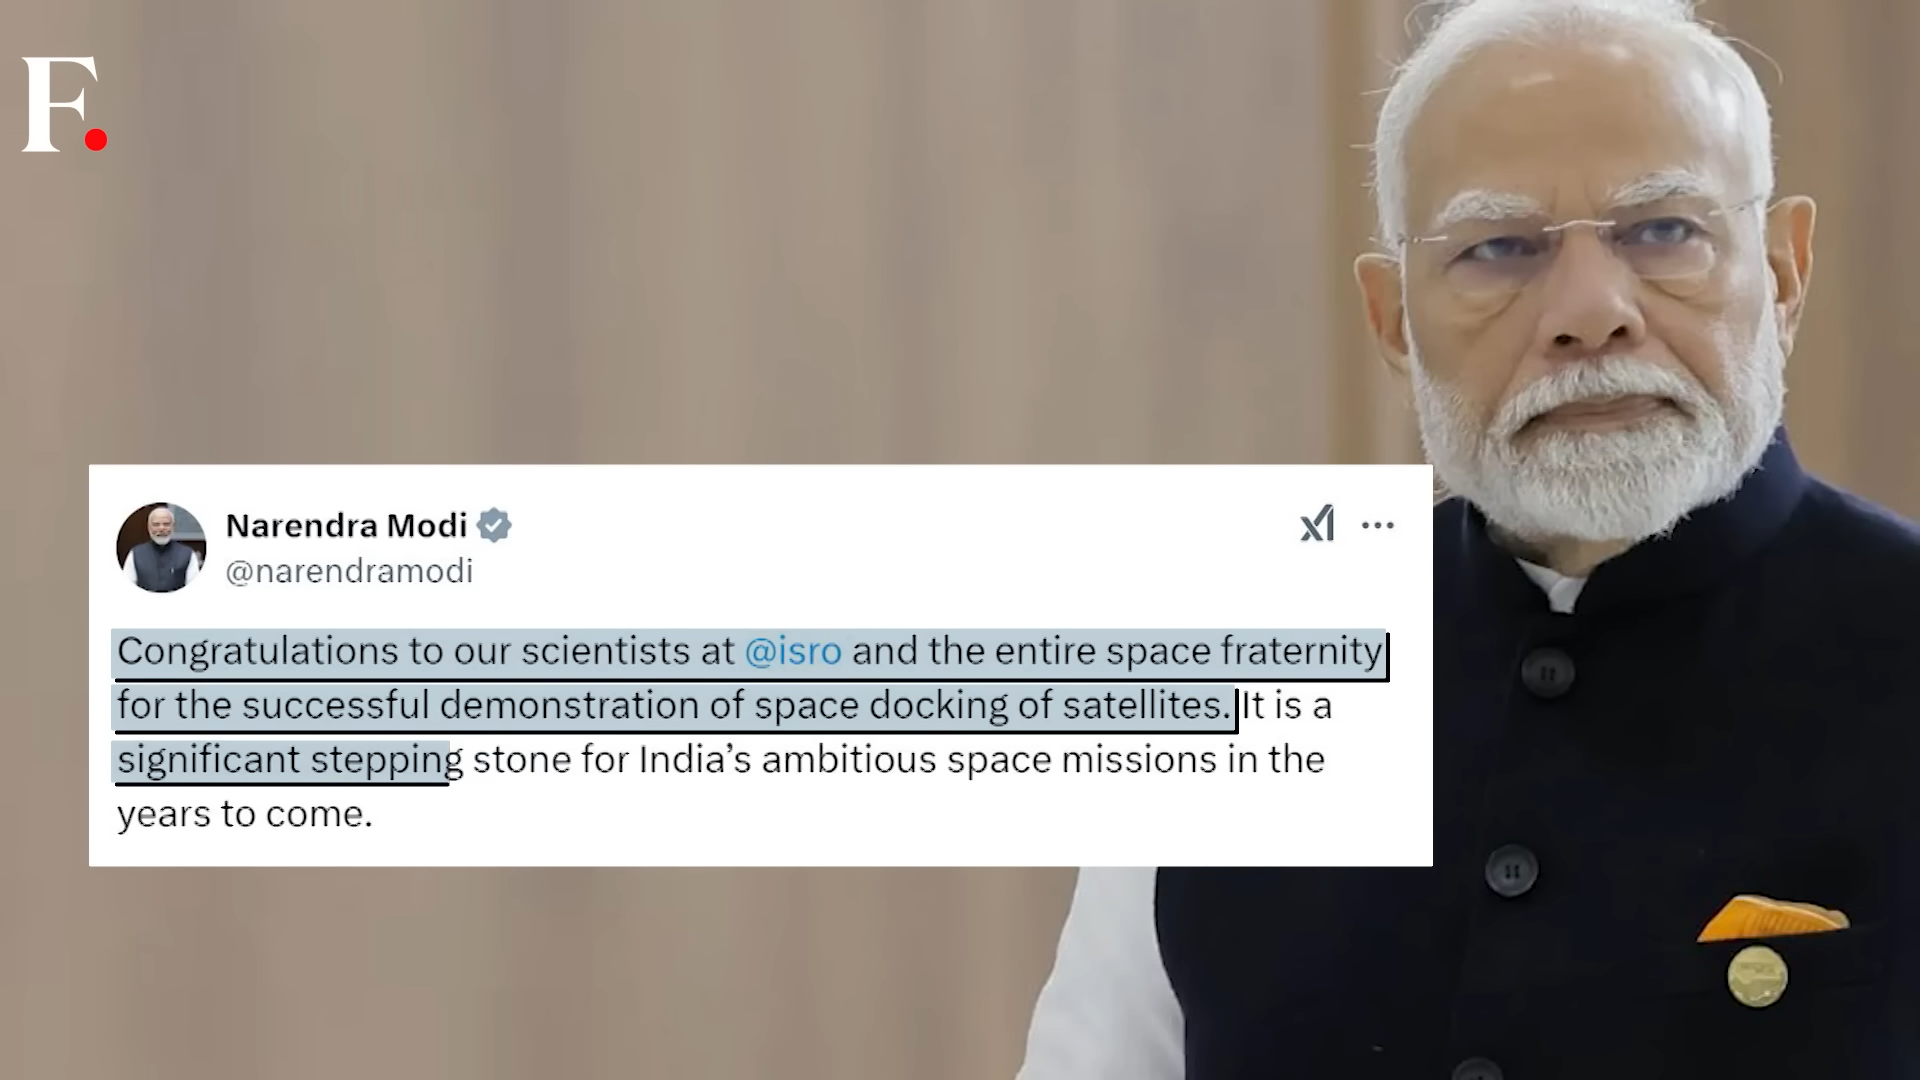 F.
Narendra Modi
@narendramodi
Congratulations to our scientists at @isro and the entire space fraternity
for the successful demonstration of space docking of satellites. It is a
significant stepping stone for India’s ambitious space missions in the
years to come.